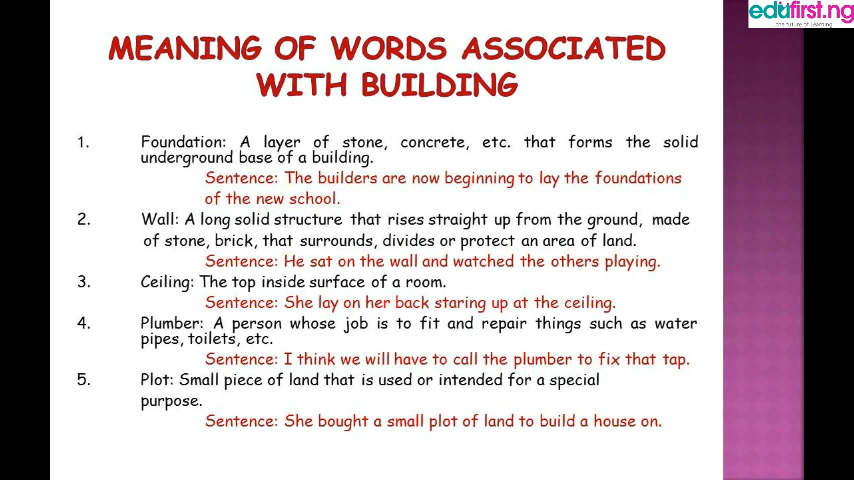 edufirst.ng
the future of learning
MEANING OF WORDS ASSOCIATED
WITH BUILDING
1. Foundation: A layer of stone, concrete, etc. that forms the solid
underground base of a building.
Sentence: The builders are now beginning to lay the foundations
of the new school.
2. Wall: A long solid structure that rises straight up from the ground, made
of stone, brick, that surrounds, divides or protect an area of land.
Sentence: He sat on the wall and watched the others playing.
3. Ceiling: The top inside surface of a room.
Sentence: She lay on her back staring up at the ceiling.
4. Plumber: A person whose job is to fit and repair things such as water
pipes, toilets, etc.
Sentence: I think we will have to call the plumber to fix that tap.
5. Plot: Small piece of land that is used or intended for a special
purpose.
Sentence: She bought a small plot of land to build a house on.